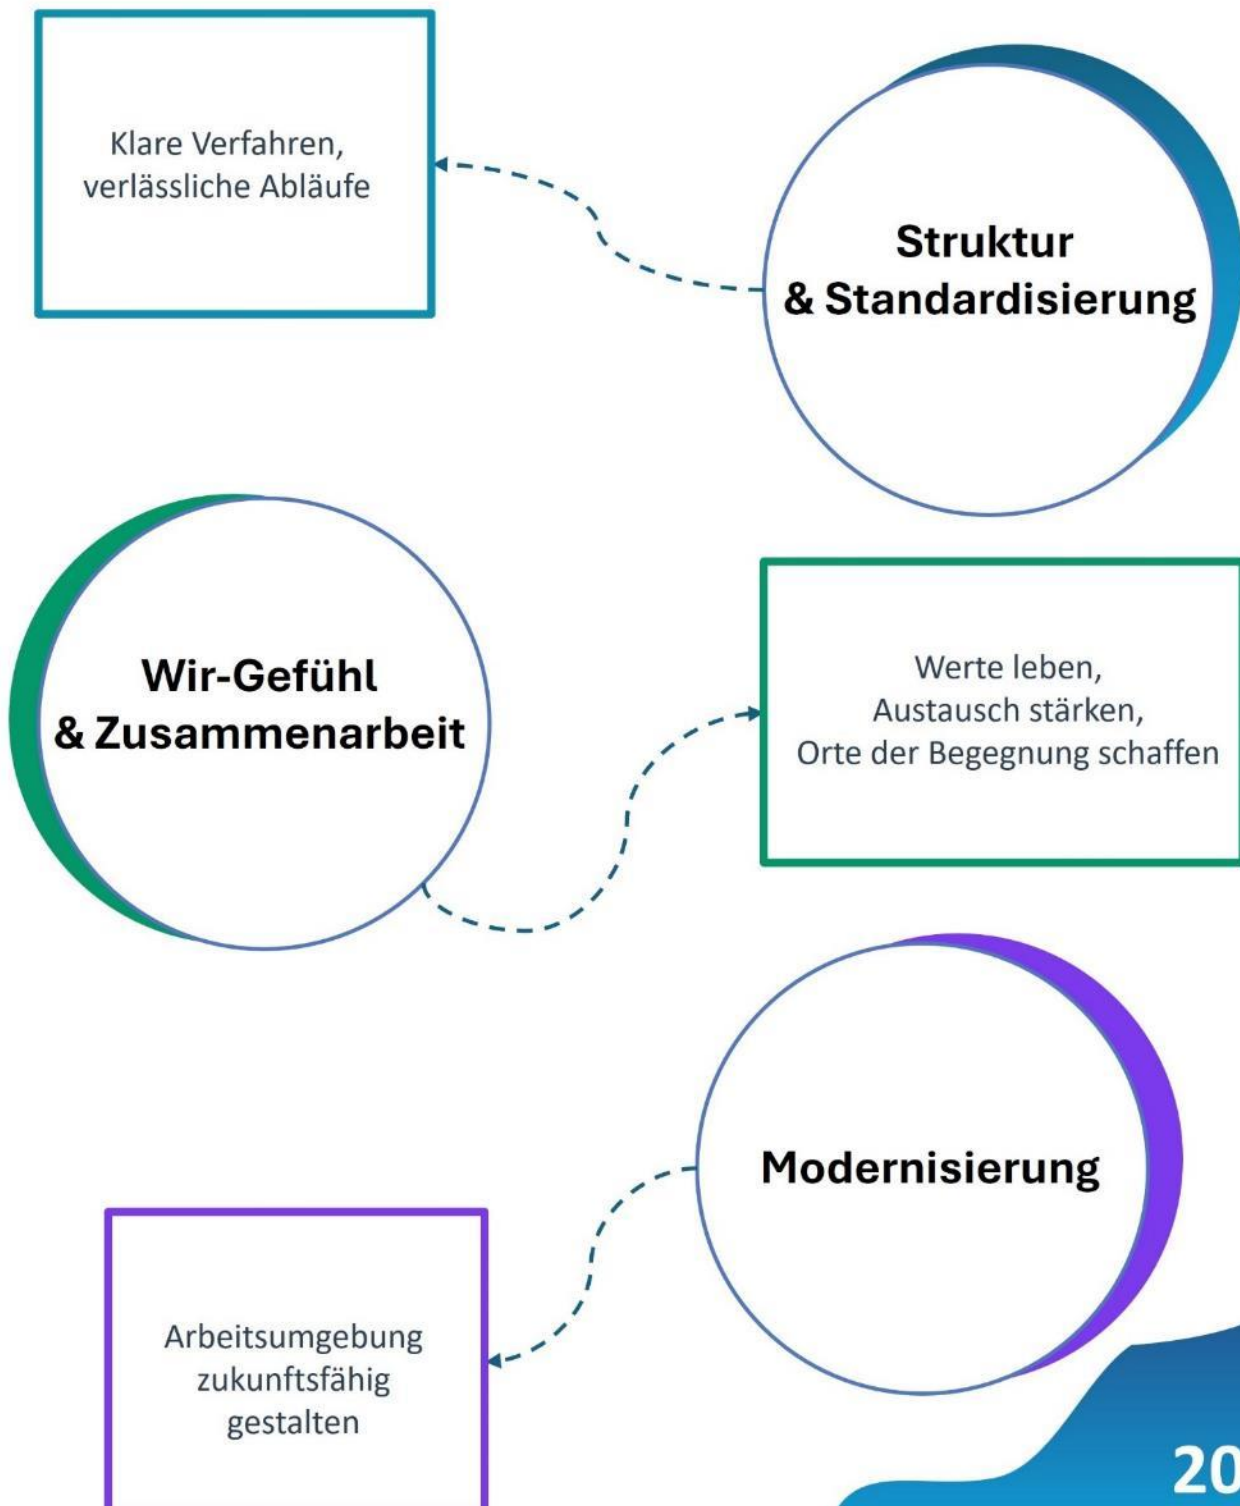 Klare Verfahren,
verlässliche Abläufe
Struktur
& Standardisierung
Wir-Gefühl
& Zusammenarbeit
Werte leben,
Austausch stärken,
Orte der Begegnung schaffen
Modernisierung
Arbeitsumgebung
zukunftsfähig
gestalten
20